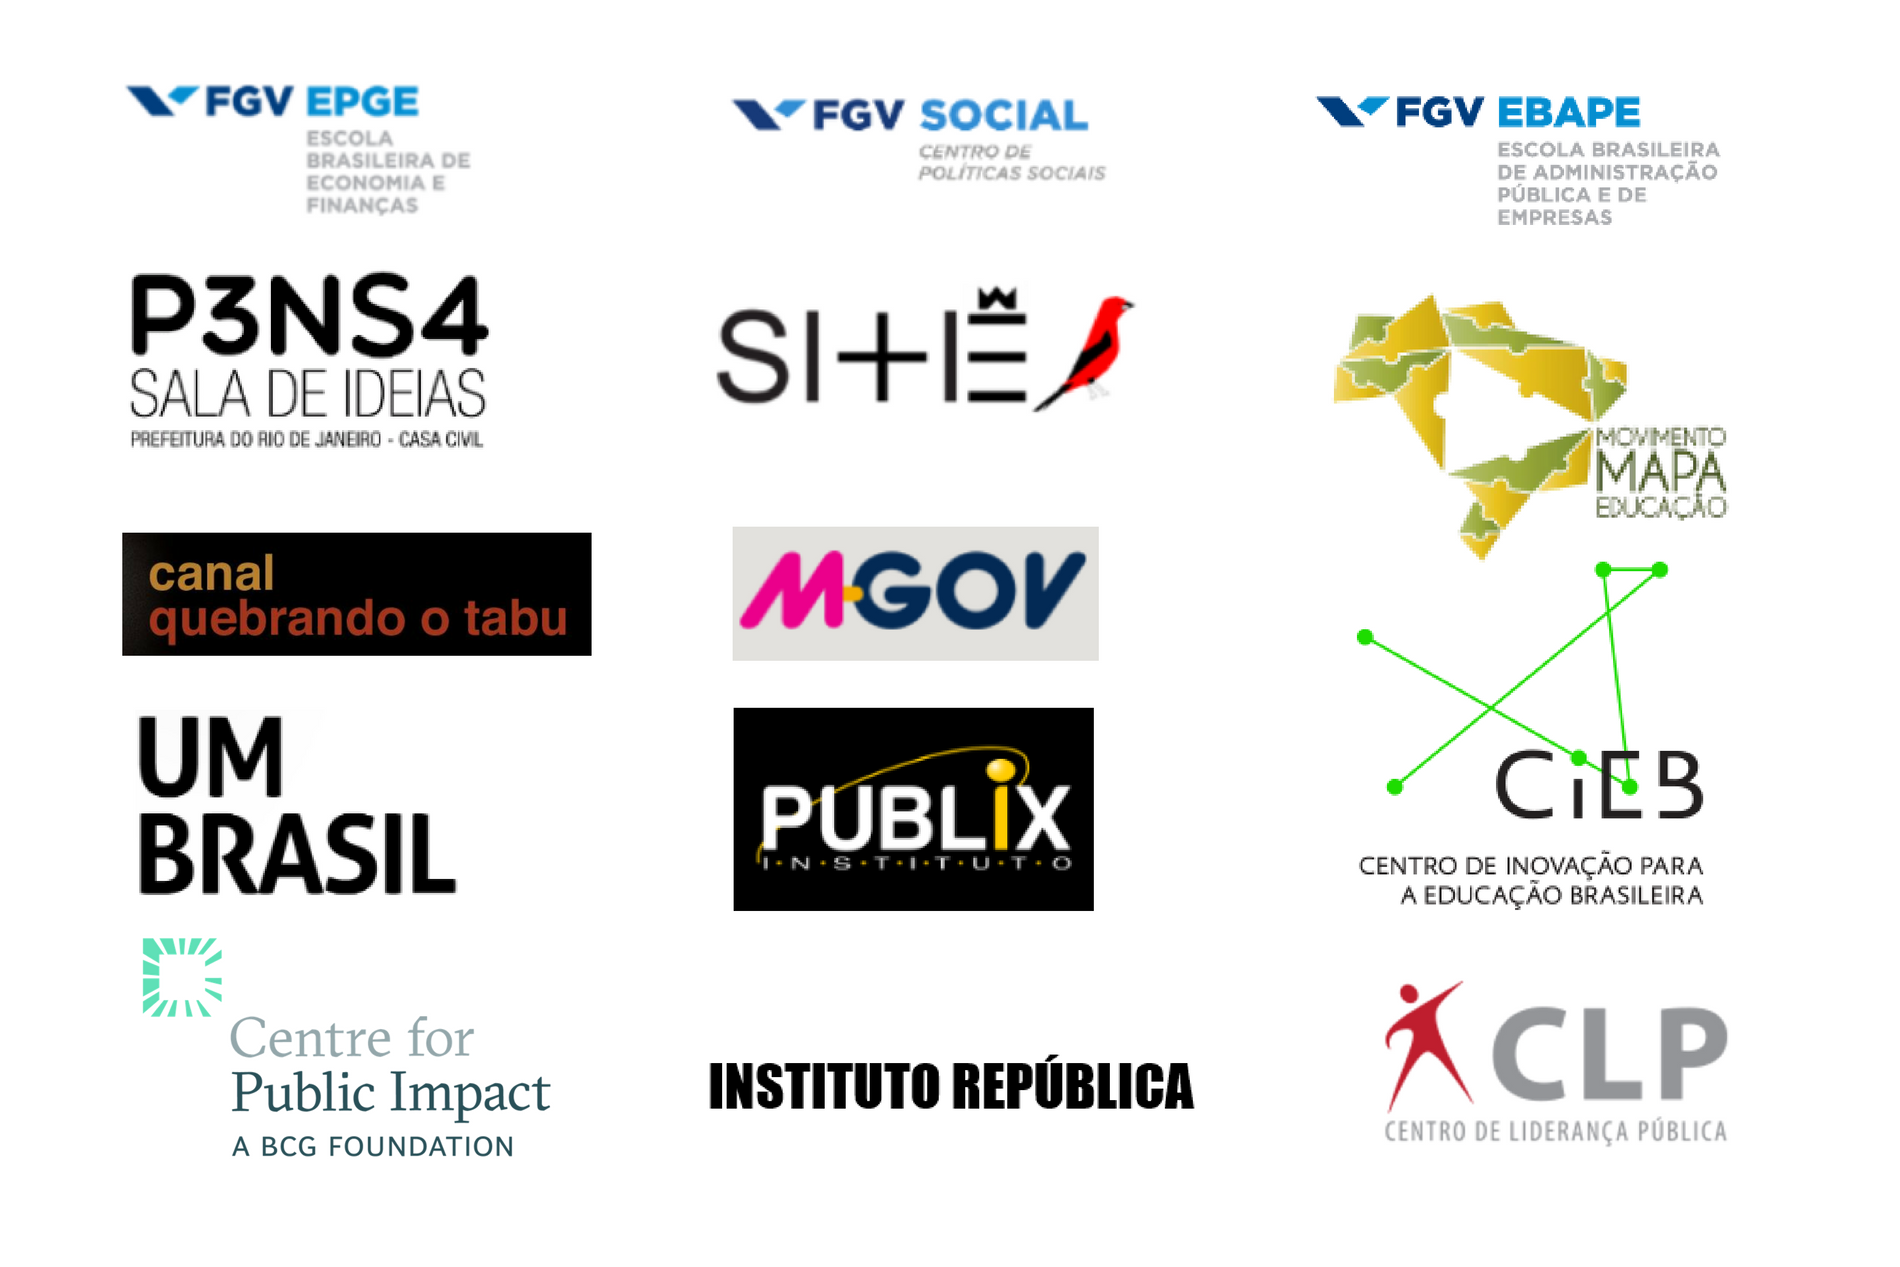 FGV EPGE
ESCOLA
BRASILEIRA DE
ECONOMIA E
FINANÇAS
FGV SOCIAL
CENTRO DE
POLÍTICAS SOCIAIS
FGV EBAPE
ESCOLA BRASILEIRA
DE ADMINISTRAÇÃO
PÚBLICA E DE
EMPRESAS
P3NS4
SALA DE IDEIAS
PREFEITURA DO RIO DE JANEIRO - CASA CIVIL
SI+IE
MOVIMENTO
MAPA
EDUCAÇÃO
canal
quebrando o tabu
M-GOV
CiEB
CENTRO DE INOVAÇÃO PARA
A EDUCAÇÃO BRASILEIRA
UM
BRASIL
PUBLiX
I·N·S·T·I·T·U·T·O
Centre for
Public Impact
A BCG FOUNDATION
INSTITUTO REPÚBLICA
CLP
CENTRO DE LIDERANÇA PÚBLICA